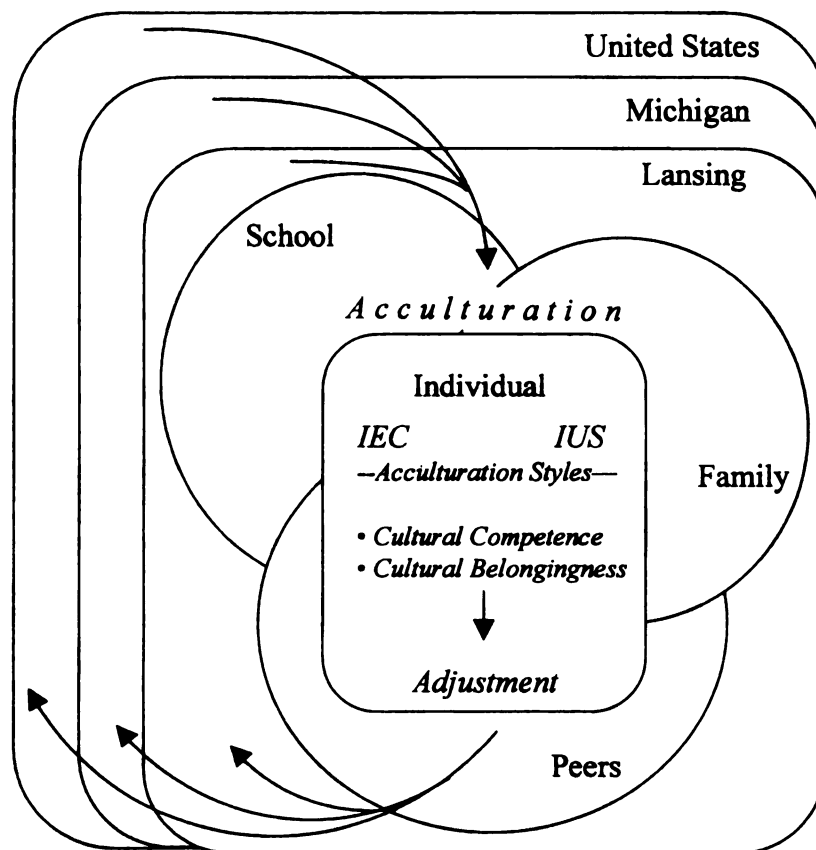 United States
Michigan
Lansing
School
Acculturation
Individual
IEC IUS
–Acculturation Styles—
• Cultural Competence
• Cultural Belongingness
Family
Adjustment
Peers